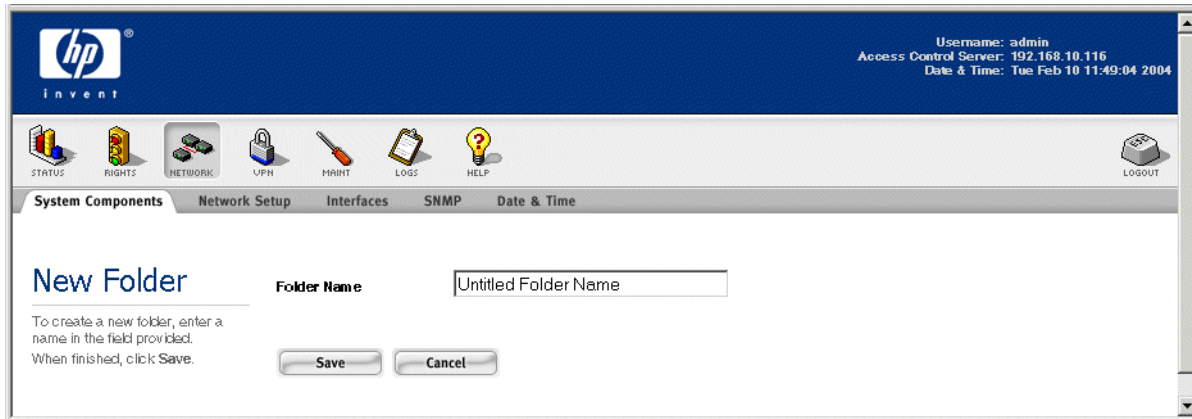 hp
®
invent
Username: admin
Access Control Server: 192.168.10.116
Date & Time: Tue Feb 10 11:49:04 2004
STATUS RIGHTS NETWORK VPN MAINT LOGS HELP LOGOUT
System Components Network Setup Interfaces SNMP Date & Time
New Folder
Folder Name Untitled Folder Name
To create a new folder, enter a
name in the field provided.
When finished, click Save.
Save Cancel